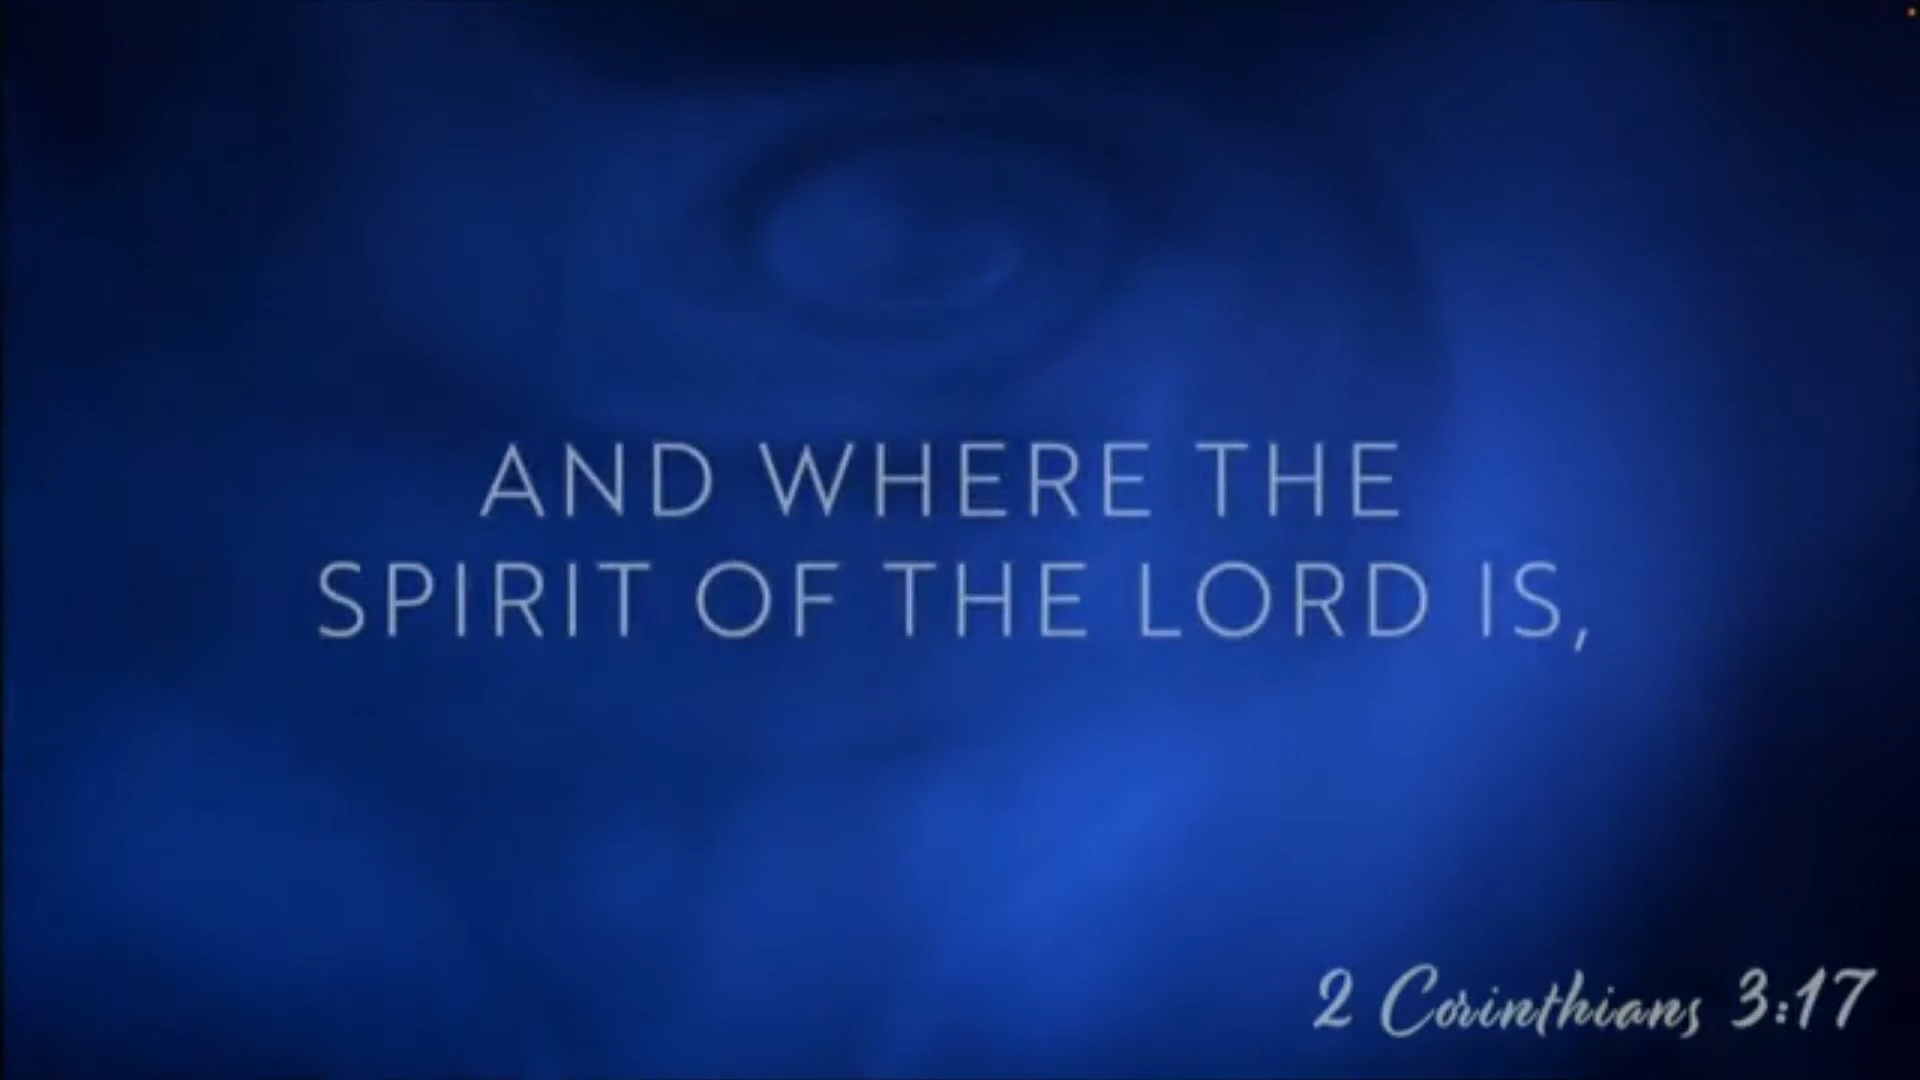 AND WHERE THE
SPIRIT OF THE LORD IS,
2 Corinthians 3:17